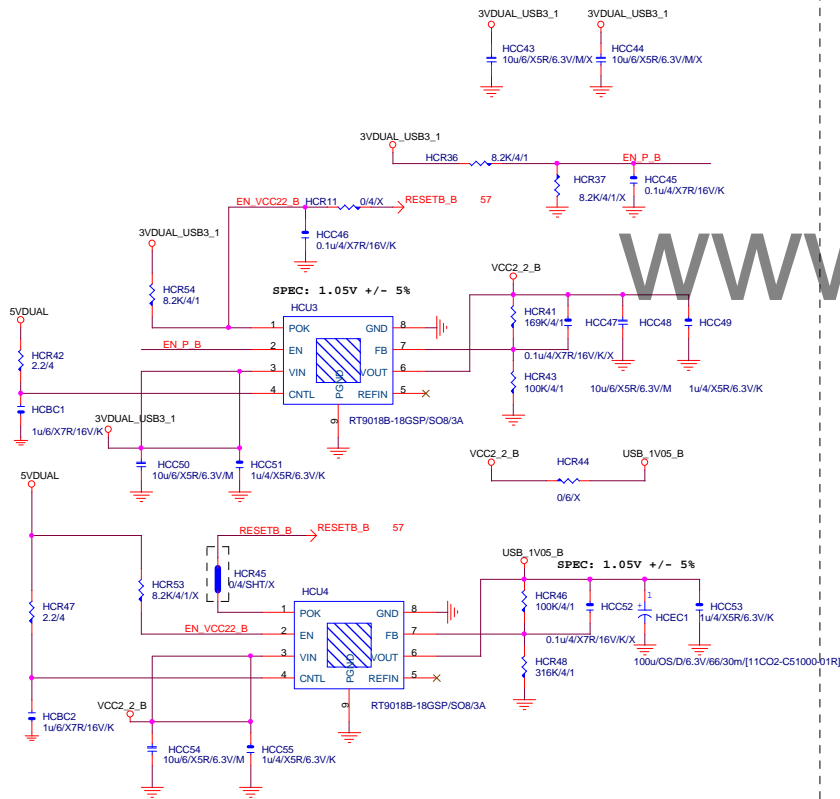 3VDUAL_USB3_1 3VDUAL_USB3_1
HCC43 HCC44
10u/6/X5R/6.3V/M/X 10u/6/X5R/6.3V/M/X
3VDUAL_USB3_1
HCR36 8.2K/4/1 EN_P_B
HCR37 HCC45
8.2K/4/1/X 0.1u/4/X7R/16V/K
EN_VCC22_B HCR11 0/4/X RESETB_B 57
HCC46
0.1u/4/X7R/16V/K
www
3VDUAL_USB3_1
HCR54
8.2K/4/1
SPEC: 1.05V +/- 5%
HCU3
VCC2_2_B
5VDUAL
HCR42
2.2/4
EN_P_B
1 POK GND 8
2 EN FB 7
3 VIN VOUT 6
4 CNTL REFIN 5
PGND
9
RT9018B-18GSP/SO8/3A
HCR41
169K/4/1
HCC47 HCC48 HCC49
0.1u/4/X7R/16V/K/X
HCR43
100K/4/1
10u/6/X5R/6.3V/M 1u/4/X5R/6.3V/K
HCBC1
1u/6/X7R/16V/K
3VDUAL_USB3_1
HCC50 HCC51
10u/6/X5R/6.3V/M 1u/4/X5R/6.3V/K
VCC2_2_B HCR44 USB_1V05_B
0/6/X
5VDUAL
RESETB_B RESETB_B 57
HCR45
0/4/SHT/X
HCR53
8.2K/4/1/X
HCR47
2.2/4
EN_VCC22_B
HCU4
1 POK GND 8
2 EN FB 7
3 VIN VOUT 6
4 CNTL REFIN 5
PGND
9
RT9018B-18GSP/SO8/3A
USB_1V05_B
SPEC: 1.05V +/- 5%
HCR46
100K/4/1
HCC52
0.1u/4/X7R/16V/K/X
1
+
HCEC1
HCC53
1u/4/X5R/6.3V/K
HCR48
316K/4/1
100u/OS/D/6.3V/66/30m/[11CO2-C51000-01R]
HCBC2
1u/6/X7R/16V/K
VCC2_2_B
HCC54 HCC55
10u/6/X5R/6.3V/M 1u/4/X5R/6.3V/K